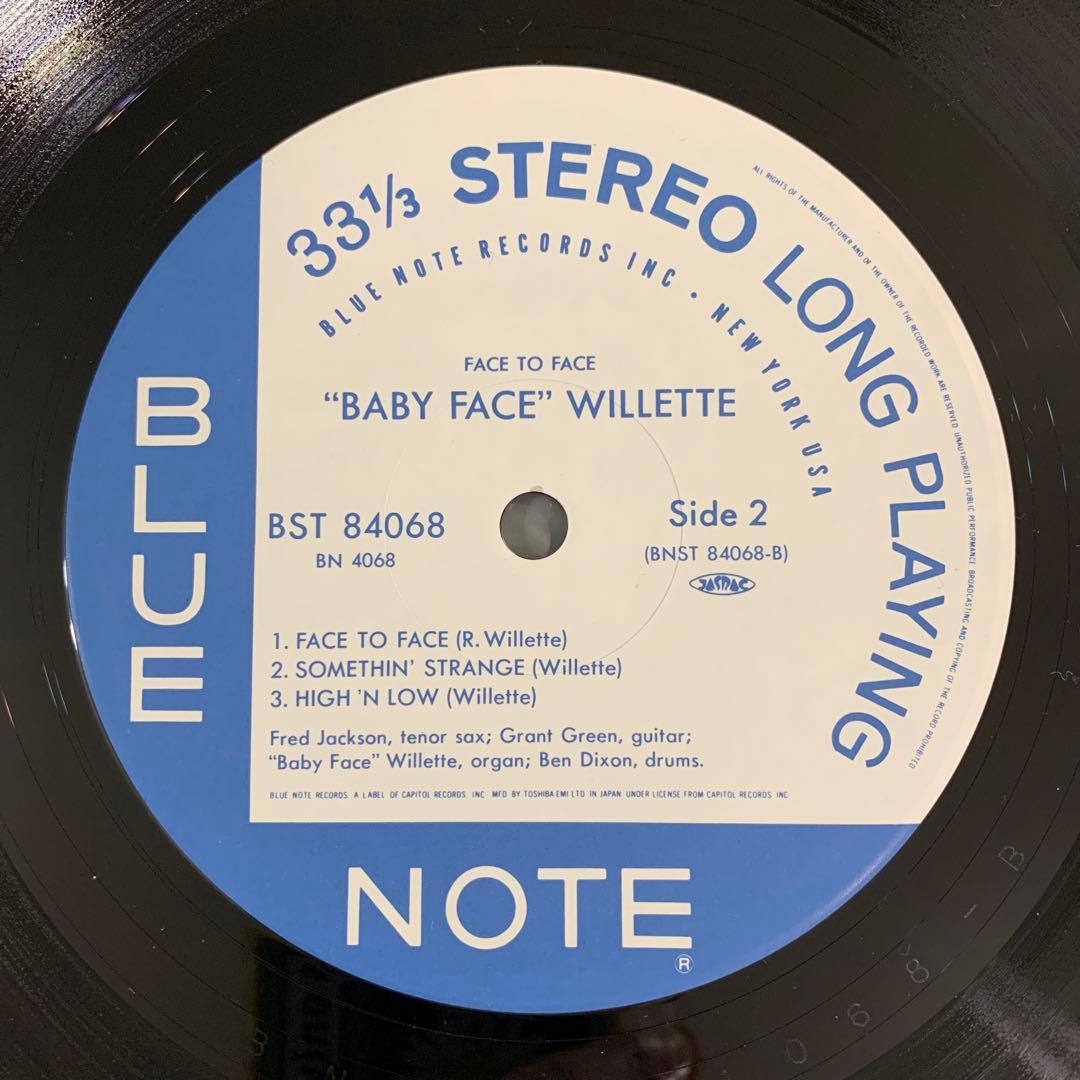 33⅓ STEREO LONG PLAYING
BLUE NOTE RECORDS INC • NEW YORK USA
ALL RIGHTS OF THE MANUFACTURER AND OF THE OWNER OF THE RECORDED WORK ARE RESERVED UNAUTHORIZED PUBLIC PERFORMANCE BROADCASTING AND COPYING OF THE RECORD PROHIBITED
FACE TO FACE
“BABY FACE” WILLETTE
BST 84068
BN 4068
Side 2
(BNST 84068-B)
JASRAC
1. FACE TO FACE (R. Willette)
2. SOMETHIN’ STRANGE (Willette)
3. HIGH ’N LOW (Willette)
Fred Jackson, tenor sax; Grant Green, guitar;
“Baby Face” Willette, organ; Ben Dixon, drums.
BLUE NOTE RECORDS A LABEL OF CAPITOL RECORDS INC MFD BY TOSHIBA-EMI LTD IN JAPAN UNDER LICENSE FROM CAPITOL RECORDS INC
BLUE
NOTE
®